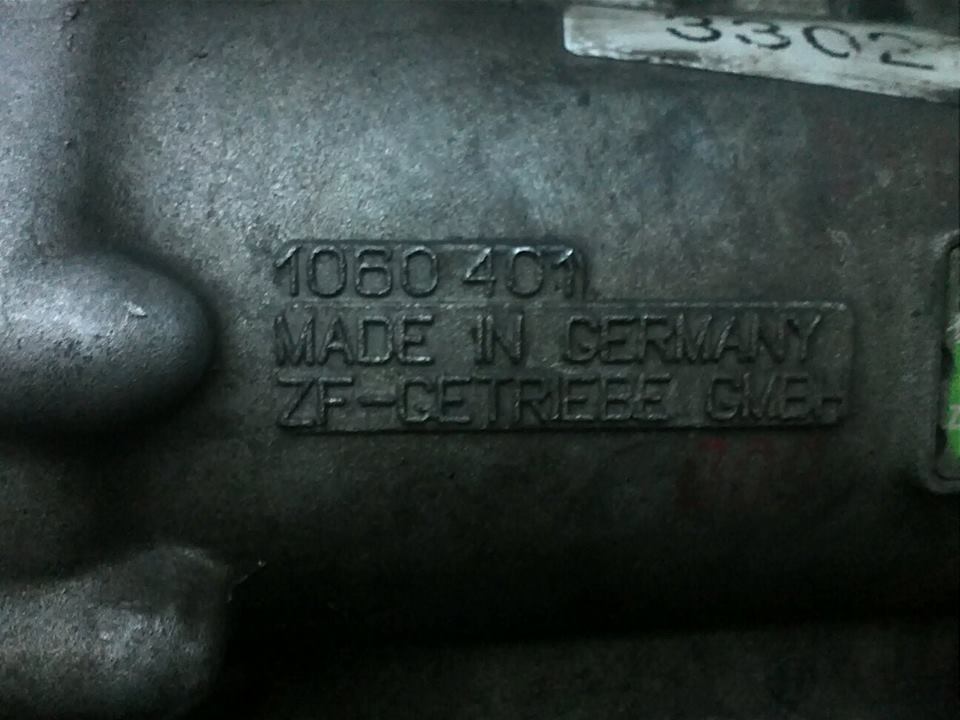 3302
1060 401
MADE IN GERMANY
ZF-GETRIEBE GMBH